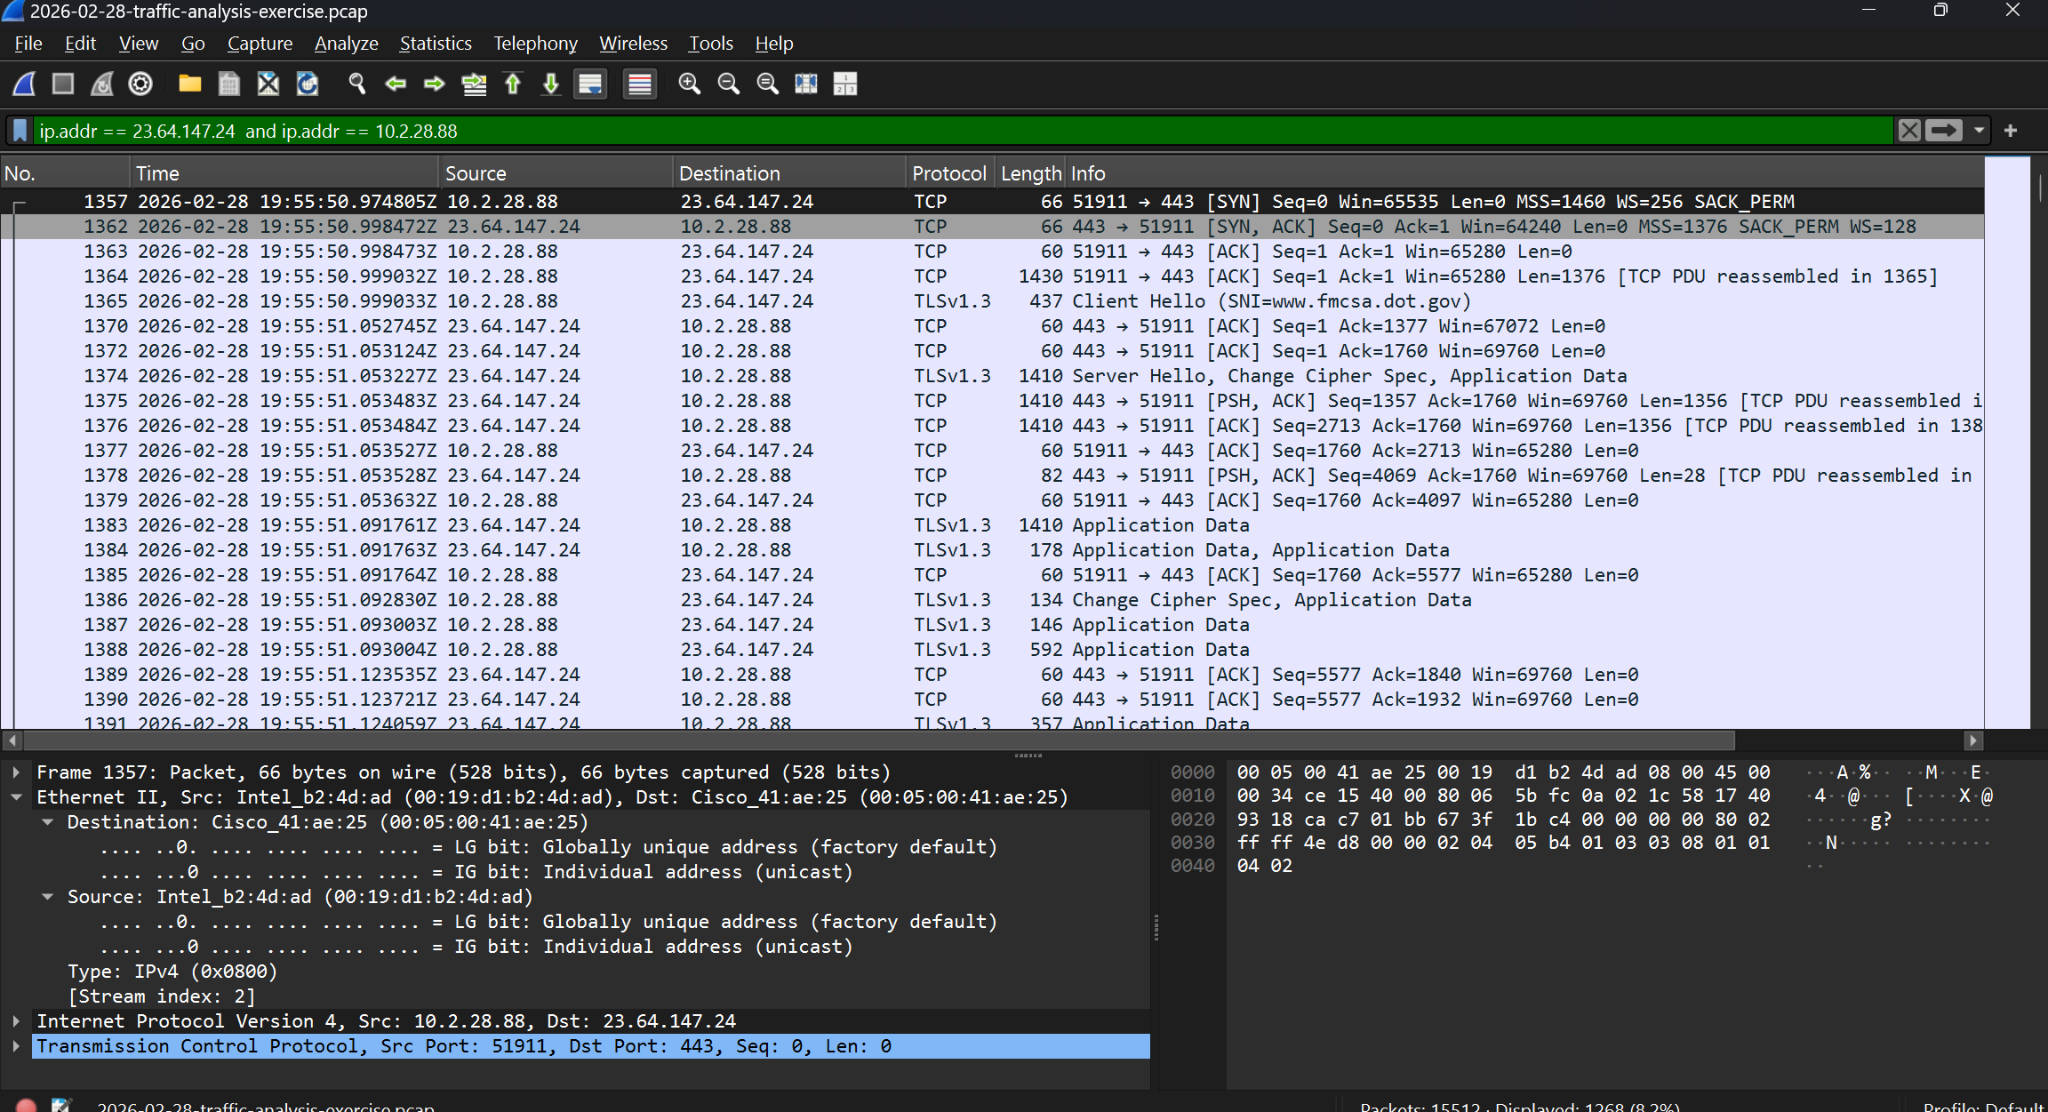 2026-02-28-traffic-analysis-exercise.pcap
File Edit View Go Capture Analyze Statistics Telephony Wireless Tools Help
ip.addr == 23.64.147.24 and ip.addr == 10.2.28.88
No. Time Source Destination Protocol Length Info
1357 2026-02-28 19:55:50.974805Z 10.2.28.88 23.64.147.24 TCP 66 51911 → 443 [SYN] Seq=0 Win=65535 Len=0 MSS=1460 WS=256 SACK_PERM
1362 2026-02-28 19:55:50.998472Z 23.64.147.24 10.2.28.88 TCP 66 443 → 51911 [SYN, ACK] Seq=0 Ack=1 Win=64240 Len=0 MSS=1376 SACK_PERM WS=128
1363 2026-02-28 19:55:50.998473Z 10.2.28.88 23.64.147.24 TCP 60 51911 → 443 [ACK] Seq=1 Ack=1 Win=65280 Len=0
1364 2026-02-28 19:55:50.999032Z 10.2.28.88 23.64.147.24 TCP 1430 51911 → 443 [ACK] Seq=1 Ack=1 Win=65280 Len=1376 [TCP PDU reassembled in 1365]
1365 2026-02-28 19:55:50.999033Z 10.2.28.88 23.64.147.24 TLSv1.3 437 Client Hello (SNI=www.fmcsa.dot.gov)
1370 2026-02-28 19:55:51.052745Z 23.64.147.24 10.2.28.88 TCP 60 443 → 51911 [ACK] Seq=1 Ack=1377 Win=67072 Len=0
1372 2026-02-28 19:55:51.053124Z 23.64.147.24 10.2.28.88 TCP 60 443 → 51911 [ACK] Seq=1 Ack=1760 Win=69760 Len=0
1374 2026-02-28 19:55:51.053227Z 23.64.147.24 10.2.28.88 TLSv1.3 1410 Server Hello, Change Cipher Spec, Application Data
1375 2026-02-28 19:55:51.053483Z 23.64.147.24 10.2.28.88 TCP 1410 443 → 51911 [PSH, ACK] Seq=1357 Ack=1760 Win=69760 Len=1356 [TCP PDU reassembled i
1376 2026-02-28 19:55:51.053484Z 23.64.147.24 10.2.28.88 TCP 1410 443 → 51911 [ACK] Seq=2713 Ack=1760 Win=69760 Len=1356 [TCP PDU reassembled in 138
1377 2026-02-28 19:55:51.053527Z 10.2.28.88 23.64.147.24 TCP 60 51911 → 443 [ACK] Seq=1760 Ack=2713 Win=65280 Len=0
1378 2026-02-28 19:55:51.053528Z 23.64.147.24 10.2.28.88 TCP 82 443 → 51911 [PSH, ACK] Seq=4069 Ack=1760 Win=69760 Len=28 [TCP PDU reassembled in
1379 2026-02-28 19:55:51.053632Z 10.2.28.88 23.64.147.24 TCP 60 51911 → 443 [ACK] Seq=1760 Ack=4097 Win=65280 Len=0
1383 2026-02-28 19:55:51.091761Z 23.64.147.24 10.2.28.88 TLSv1.3 1410 Application Data
1384 2026-02-28 19:55:51.091763Z 23.64.147.24 10.2.28.88 TLSv1.3 178 Application Data, Application Data
1385 2026-02-28 19:55:51.091764Z 10.2.28.88 23.64.147.24 TCP 60 51911 → 443 [ACK] Seq=1760 Ack=5577 Win=65280 Len=0
1386 2026-02-28 19:55:51.092830Z 10.2.28.88 23.64.147.24 TLSv1.3 134 Change Cipher Spec, Application Data
1387 2026-02-28 19:55:51.093003Z 10.2.28.88 23.64.147.24 TLSv1.3 146 Application Data
1388 2026-02-28 19:55:51.093004Z 10.2.28.88 23.64.147.24 TLSv1.3 592 Application Data
1389 2026-02-28 19:55:51.123535Z 23.64.147.24 10.2.28.88 TCP 60 443 → 51911 [ACK] Seq=5577 Ack=1840 Win=69760 Len=0
1390 2026-02-28 19:55:51.123721Z 23.64.147.24 10.2.28.88 TCP 60 443 → 51911 [ACK] Seq=5577 Ack=1932 Win=69760 Len=0
1391 2026-02-28 19:55:51.124059Z 23.64.147.24 10.2.28.88 TLSv1.3 357 Application Data
Frame 1357: Packet, 66 bytes on wire (528 bits), 66 bytes captured (528 bits)
Ethernet II, Src: Intel_b2:4d:ad (00:19:d1:b2:4d:ad), Dst: Cisco_41:ae:25 (00:05:00:41:ae:25)
Destination: Cisco_41:ae:25 (00:05:00:41:ae:25)
.... ..0. .... .... .... .... = LG bit: Globally unique address (factory default)
.... ...0 .... .... .... .... = IG bit: Individual address (unicast)
Source: Intel_b2:4d:ad (00:19:d1:b2:4d:ad)
.... ..0. .... .... .... .... = LG bit: Globally unique address (factory default)
.... ...0 .... .... .... .... = IG bit: Individual address (unicast)
Type: IPv4 (0x0800)
[Stream index: 2]
Internet Protocol Version 4, Src: 10.2.28.88, Dst: 23.64.147.24
Transmission Control Protocol, Src Port: 51911, Dst Port: 443, Seq: 0, Len: 0
0000 00 05 00 41 ae 25 00 19 d1 b2 4d ad 08 00 45 00 ···A·%·· ··M···E·
0010 00 34 ce 15 40 00 80 06 5b fc 0a 02 1c 58 17 40 ·4··@··· [····X·@
0020 93 18 ca c7 01 bb 67 3f 1b c4 00 00 00 00 80 02 ······g? ········
0030 ff ff 4e d8 00 00 02 04 05 b4 01 03 03 08 01 01 ··N····· ········
0040 04 02 ··
2026-02-28-traffic-analysis-exercise.pcap
Packets: 15512 · Displayed: 1268 (8.2%)
Profile: Default